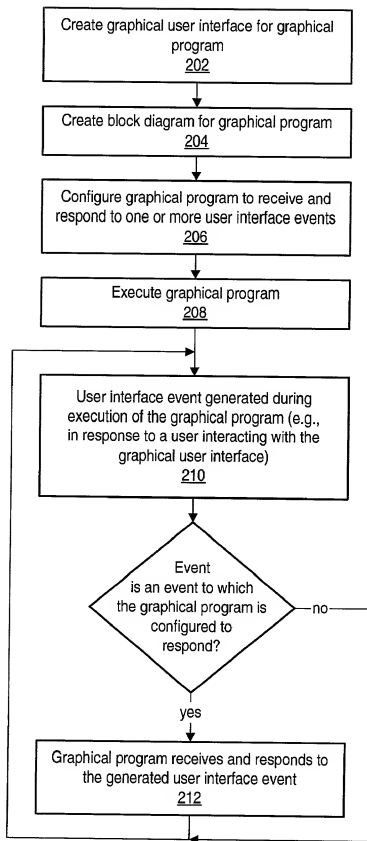 Create graphical user interface for graphical
program
202
Create block diagram for graphical program
204
Configure graphical program to receive and
respond to one or more user interface events
206
Execute graphical program
208
User interface event generated during
execution of the graphical program (e.g.,
in response to a user interacting with the
graphical user interface)
210
Event
is an event to which
the graphical program is
configured to
respond?
no
yes
Graphical program receives and responds to
the generated user interface event
212